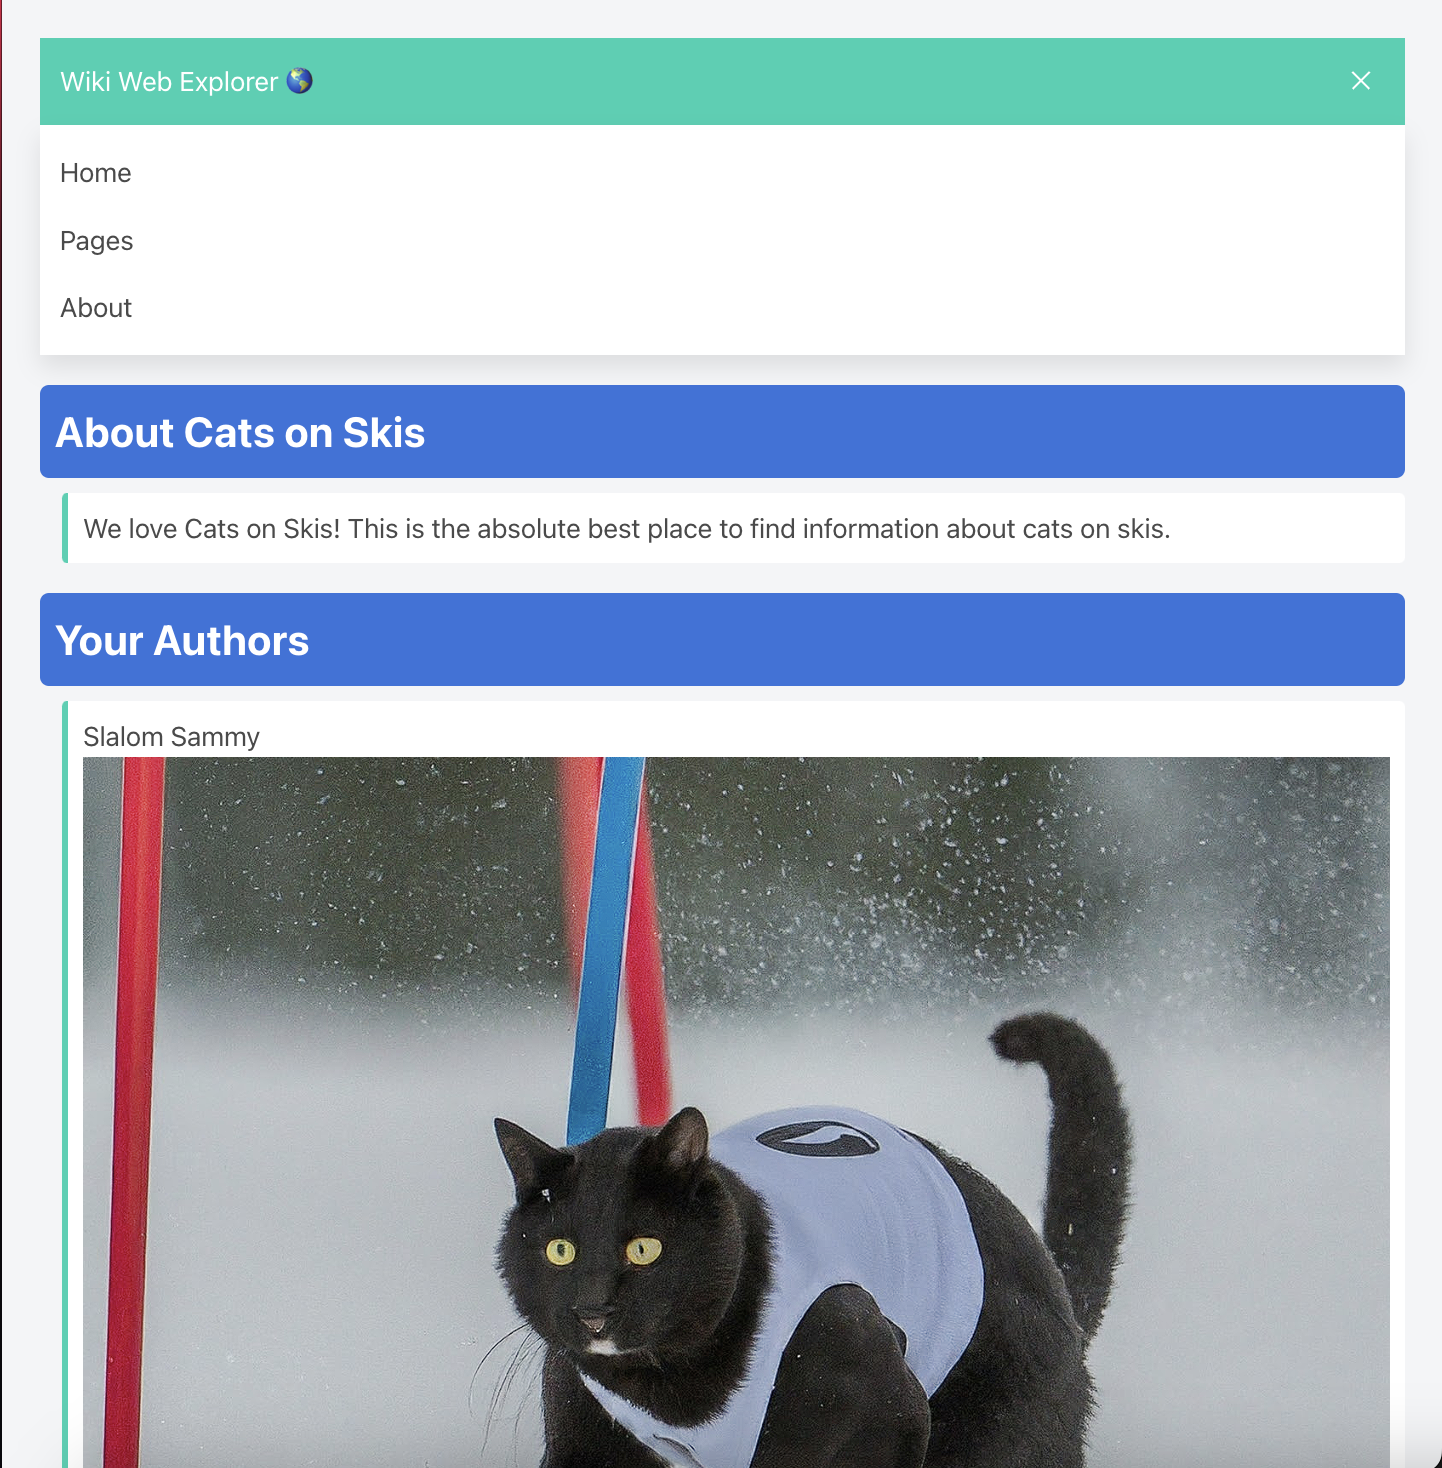 Wiki Web Explorer 🌎
Home
Pages
About
About Cats on Skis
We love Cats on Skis! This is the absolute best place to find information about cats on skis.
Your Authors
Slalom Sammy